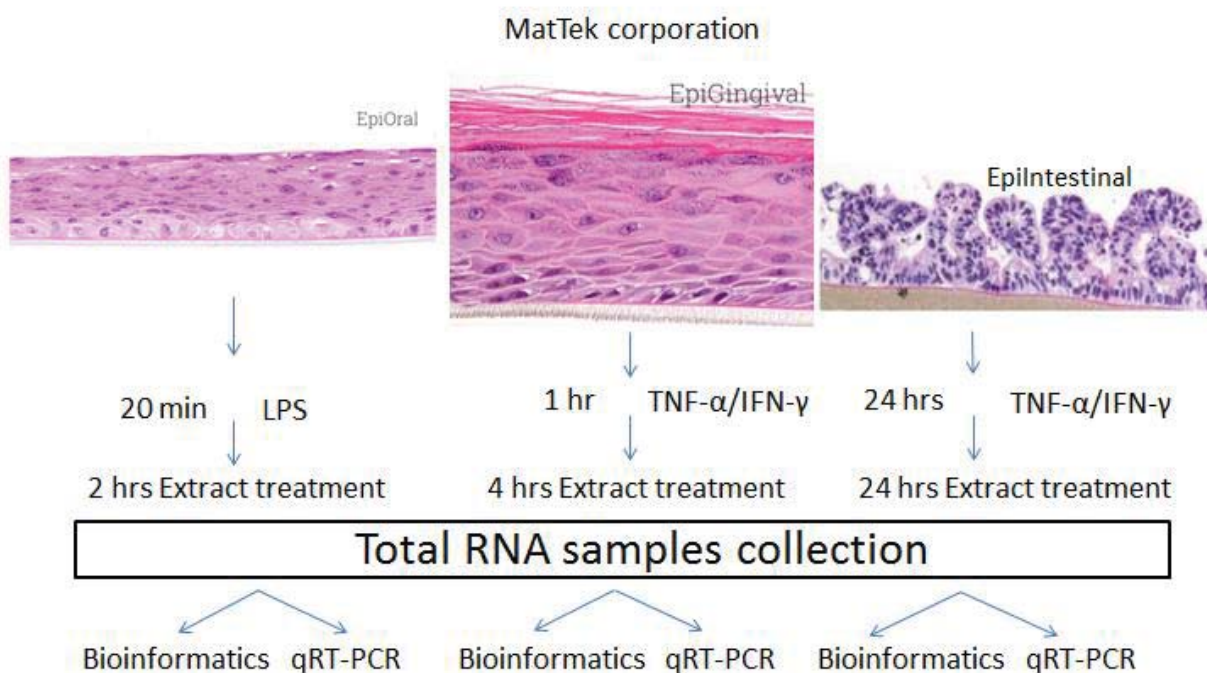 MatTek corporation
EpiOral
EpiGingival
EpiIntestinal
20 min LPS
1 hr TNF-α/IFN-γ
24 hrs TNF-α/IFN-γ
2 hrs Extract treatment
4 hrs Extract treatment
24 hrs Extract treatment
Total RNA samples collection
Bioinformatics qRT-PCR
Bioinformatics qRT-PCR
Bioinformatics qRT-PCR